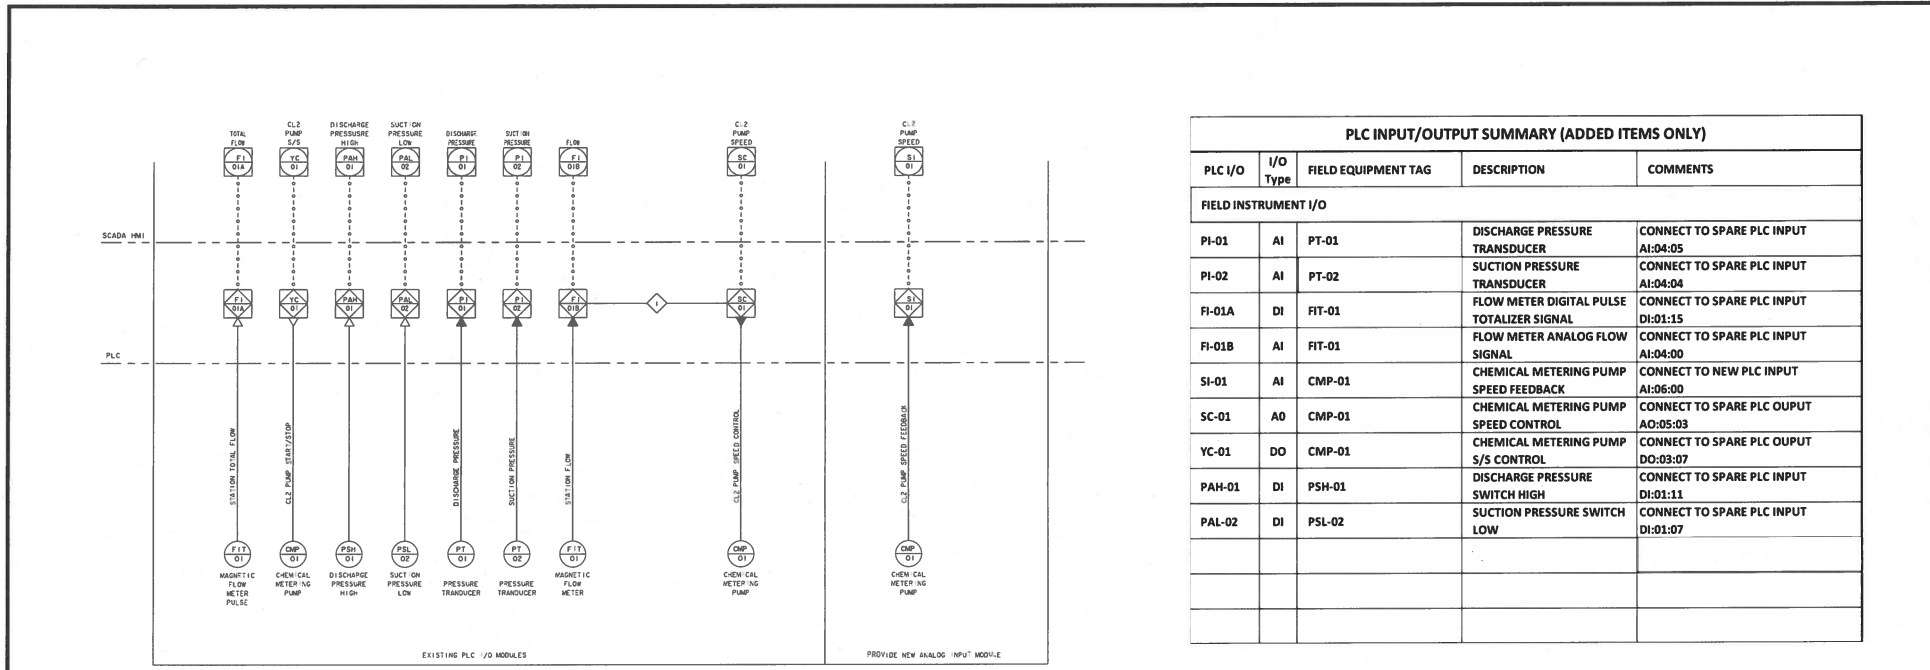 TOTAL
FLOW
CL2
PUMP
S/S
DISCHARGE
PRESSUSRE
HIGH
SUCTION
PRESSURE
LOW
DISCHARGE
PRESSURE
SUCTION
PRESSURE
FLOW
CL2
PUMP
SPEED
CL2
PUMP
SPEED
FI
01A
YC
01
PAH
01
PAL
02
PI
01
PI
02
FI
01B
SC
01
SI
01
SCADA HMI
FI
01A
YC
01
PAH
01
PAL
02
PI
01
PI
02
FI
01B
I
SC
01
SI
01
PLC
STATION TOTAL FLOW
CL2 PUMP START/STOP
DISCHARGE PRESSURE
SUCTION PRESSURE
STATION FLOW
CL2 PUMP SPEED CONTROL
CL2 PUMP SPEED FEEDBACK
FIT
01
CMP
01
PSH
01
PSL
02
PT
01
PT
02
FIT
01
CMP
01
CMP
01
MAGNETIC
FLOW
METER
PULSE
CHEMICAL
METERING
PUMP
DISCHARGE
PRESSURE
HIGH
SUCTION
PRESSURE
LOW
PRESSURE
TRANDUCER
PRESSURE
TRANDUCER
MAGNETIC
FLOW
METER
CHEMICAL
METERING
PUMP
CHEMICAL
METERING
PUMP
EXISTING PLC I/O MODULES
PROVIDE NEW ANALOG INPUT MODULE
PLC INPUT/OUTPUT SUMMARY (ADDED ITEMS ONLY)
PLC I/O
I/O
Type
FIELD EQUIPMENT TAG
DESCRIPTION
COMMENTS
FIELD INSTRUMENT I/O
PI-01
AI
PT-01
DISCHARGE PRESSURE
TRANSDUCER
CONNECT TO SPARE PLC INPUT
AI:04:05
PI-02
AI
PT-02
SUCTION PRESSURE
TRANSDUCER
CONNECT TO SPARE PLC INPUT
AI:04:04
FI-01A
DI
FIT-01
FLOW METER DIGITAL PULSE
TOTALIZER SIGNAL
CONNECT TO SPARE PLC INPUT
DI:01:15
FI-01B
AI
FIT-01
FLOW METER ANALOG FLOW
SIGNAL
CONNECT TO SPARE PLC INPUT
AI:04:00
SI-01
AI
CMP-01
CHEMICAL METERING PUMP
SPEED FEEDBACK
CONNECT TO NEW PLC INPUT
AI:06:00
SC-01
A0
CMP-01
CHEMICAL METERING PUMP
SPEED CONTROL
CONNECT TO SPARE PLC OUPUT
AO:05:03
YC-01
DO
CMP-01
CHEMICAL METERING PUMP
S/S CONTROL
CONNECT TO SPARE PLC OUPUT
DO:03:07
PAH-01
DI
PSH-01
DISCHARGE PRESSURE
SWITCH HIGH
CONNECT TO SPARE PLC INPUT
DI:01:11
PAL-02
DI
PSL-02
SUCTION PRESSURE SWITCH
LOW
CONNECT TO SPARE PLC INPUT
DI:01:07